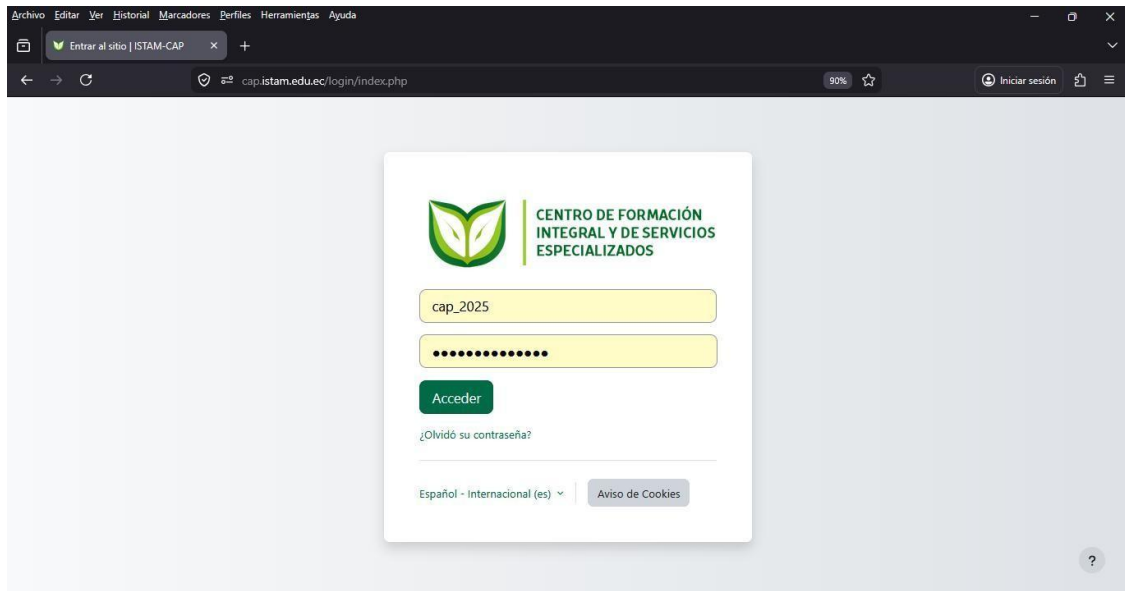 Archivo Editar Ver Historial Marcadores Perfiles Herramientas Ayuda
Entrar al sitio | ISTAM-CAP
cap.istam.edu.ec/login/index.php
90%
Iniciar sesión
CENTRO DE FORMACIÓN
INTEGRAL Y DE SERVICIOS
ESPECIALIZADOS
cap_2025
●●●●●●●●●●●●●●
Acceder
¿Olvidó su contraseña?
Español - Internacional (es)
Aviso de Cookies
?